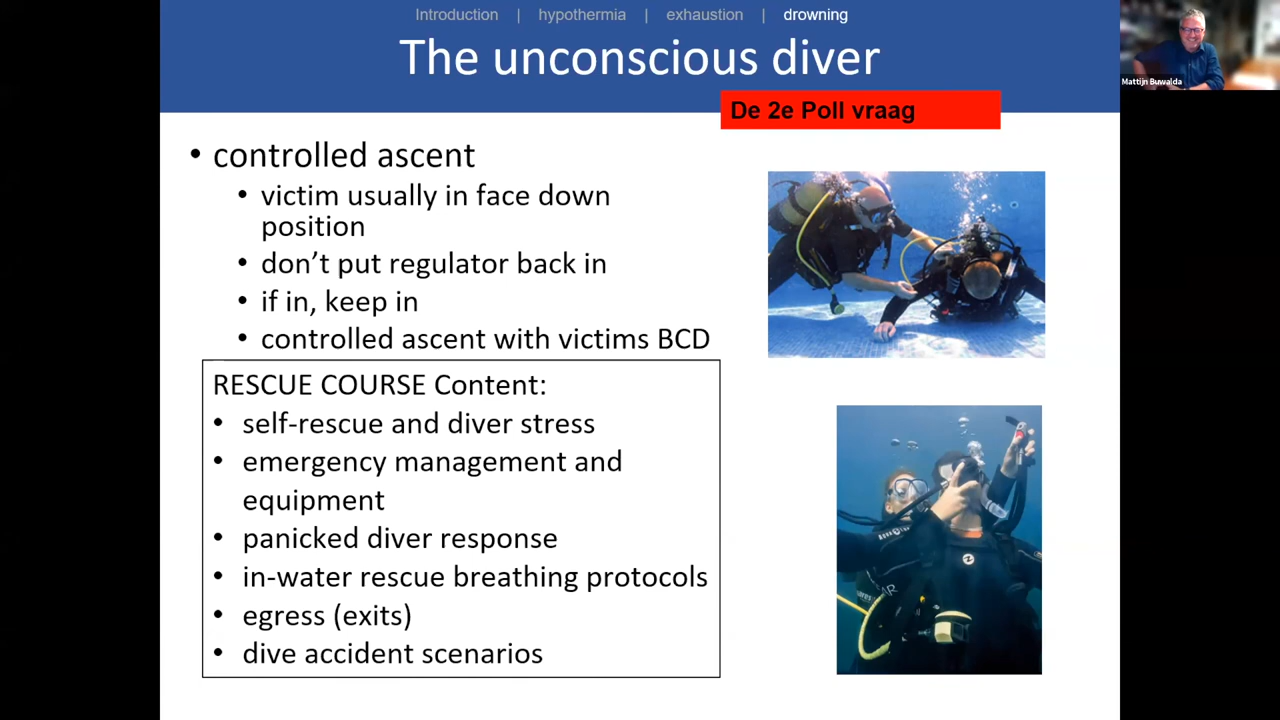 Introduction | hypothermia | exhaustion | drowning
The unconscious diver
Mattijn Buwalda
De 2e Poll vraag
• controlled ascent
• victim usually in face down
position
• don’t put regulator back in
• if in, keep in
• controlled ascent with victims BCD
RESCUE COURSE Content:
• self-rescue and diver stress
• emergency management and
equipment
• panicked diver response
• in-water rescue breathing protocols
• egress (exits)
• dive accident scenarios